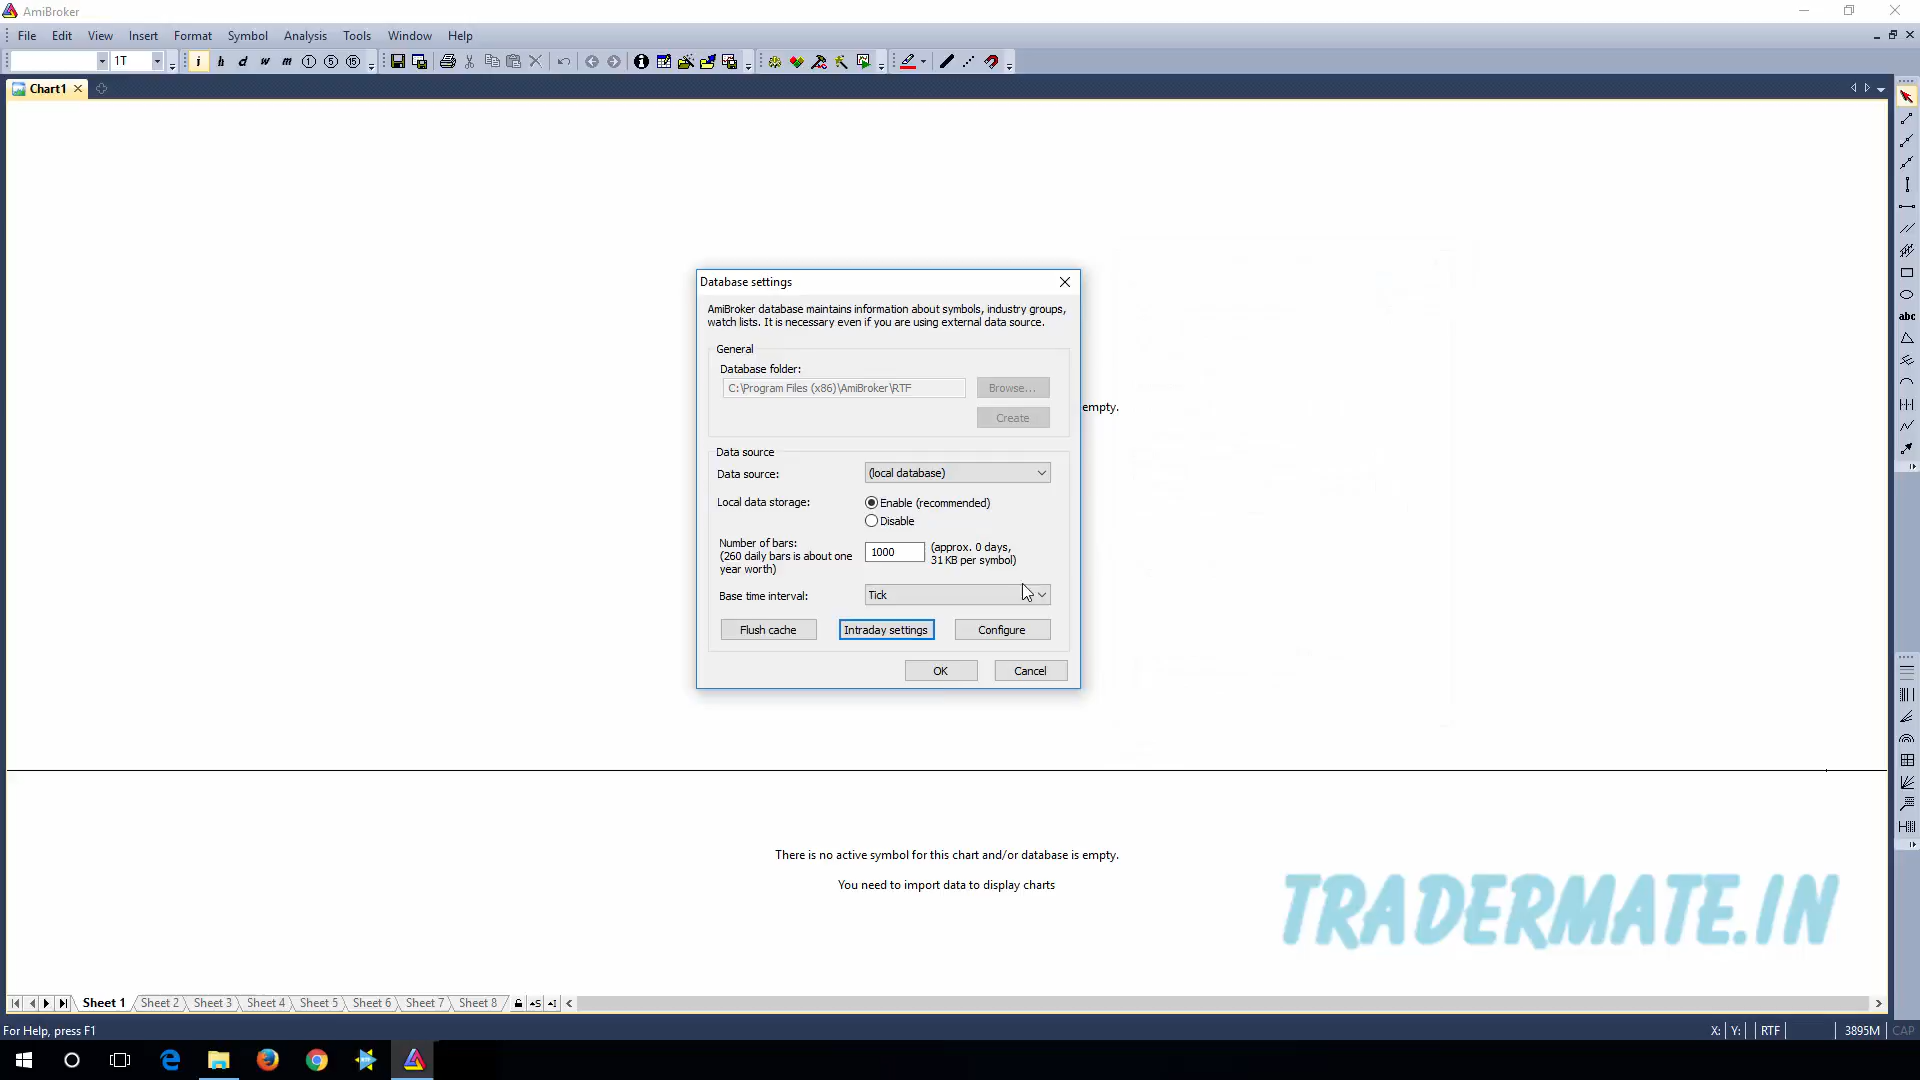 AmiBroker
File Edit View Insert Format Symbol Analysis Tools Window Help
1T i h d w m 1 5 15
Chart1
abc
Database settings
AmiBroker database maintains information about symbols, industry groups,
watch lists. It is necessary even if you are using external data source.
General
Database folder:
C:\Program Files (x86)\AmiBroker\RTF Browse...
empty.
Create
Data source
Data source: (local database)
Local data storage: Enable (recommended)
Disable
Number of bars:
(260 daily bars is about one
year worth)
1000
(approx. 0 days,
31 KB per symbol)
Base time interval: Tick
Flush cache Intraday settings Configure
OK Cancel
There is no active symbol for this chart and/or database is empty.
You need to import data to display charts
TRADERMATE.IN
Sheet 1 Sheet 2 Sheet 3 Sheet 4 Sheet 5 Sheet 6 Sheet 7 Sheet 8
For Help, press F1 X: Y: RTF 3895M CAP